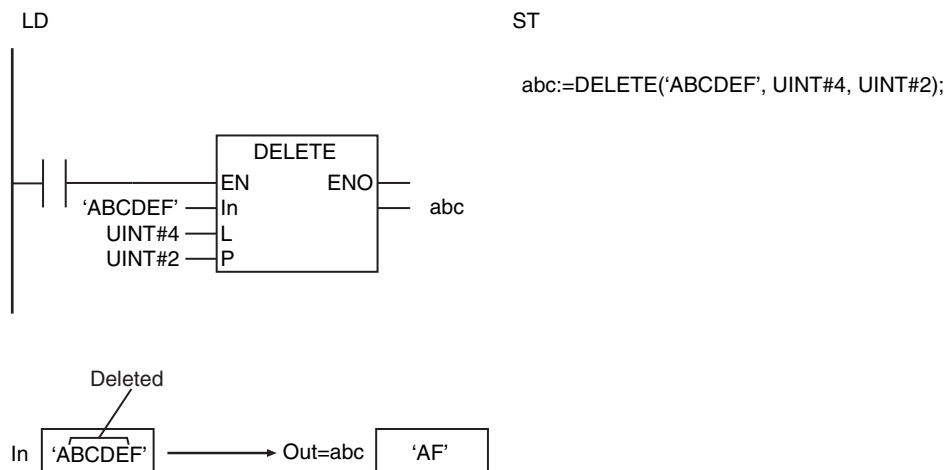 LD
ST
abc:=DELETE(‘ABCDEF’, UINT#4, UINT#2);
DELETE
EN ENO
‘ABCDEF’ In abc
UINT#4 L
UINT#2 P
Deleted
In ‘ABCDEF’ Out=abc ‘AF’